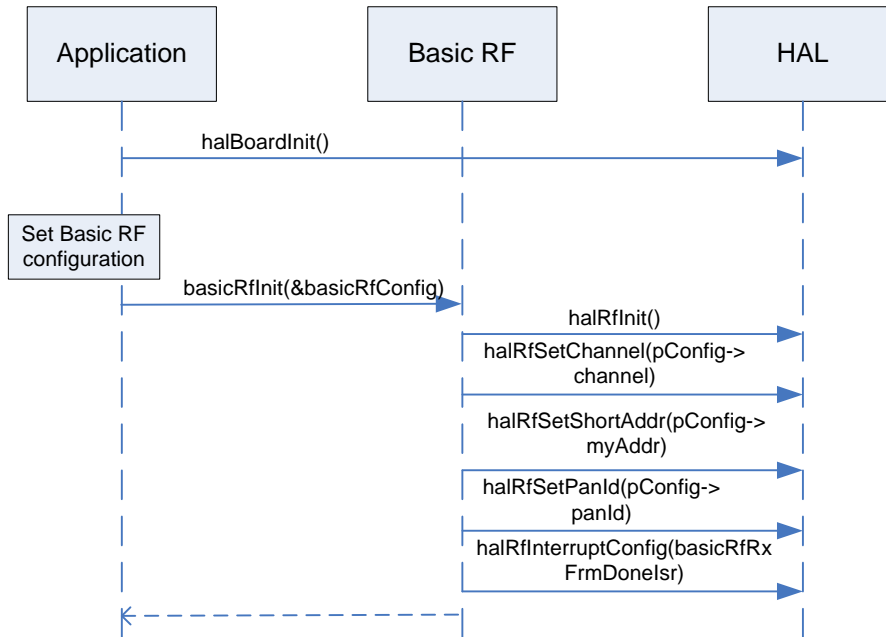 Application
Basic RF
HAL
halBoardInit()
Set Basic RF
configuration
basicRfInit(&basicRfConfig)
halRfInit()
halRfSetChannel(pConfig->
channel)
halRfSetShortAddr(pConfig->
myAddr)
halRfSetPanId(pConfig->
panId)
halRfInterruptConfig(basicRfRx
FrmDoneIsr)